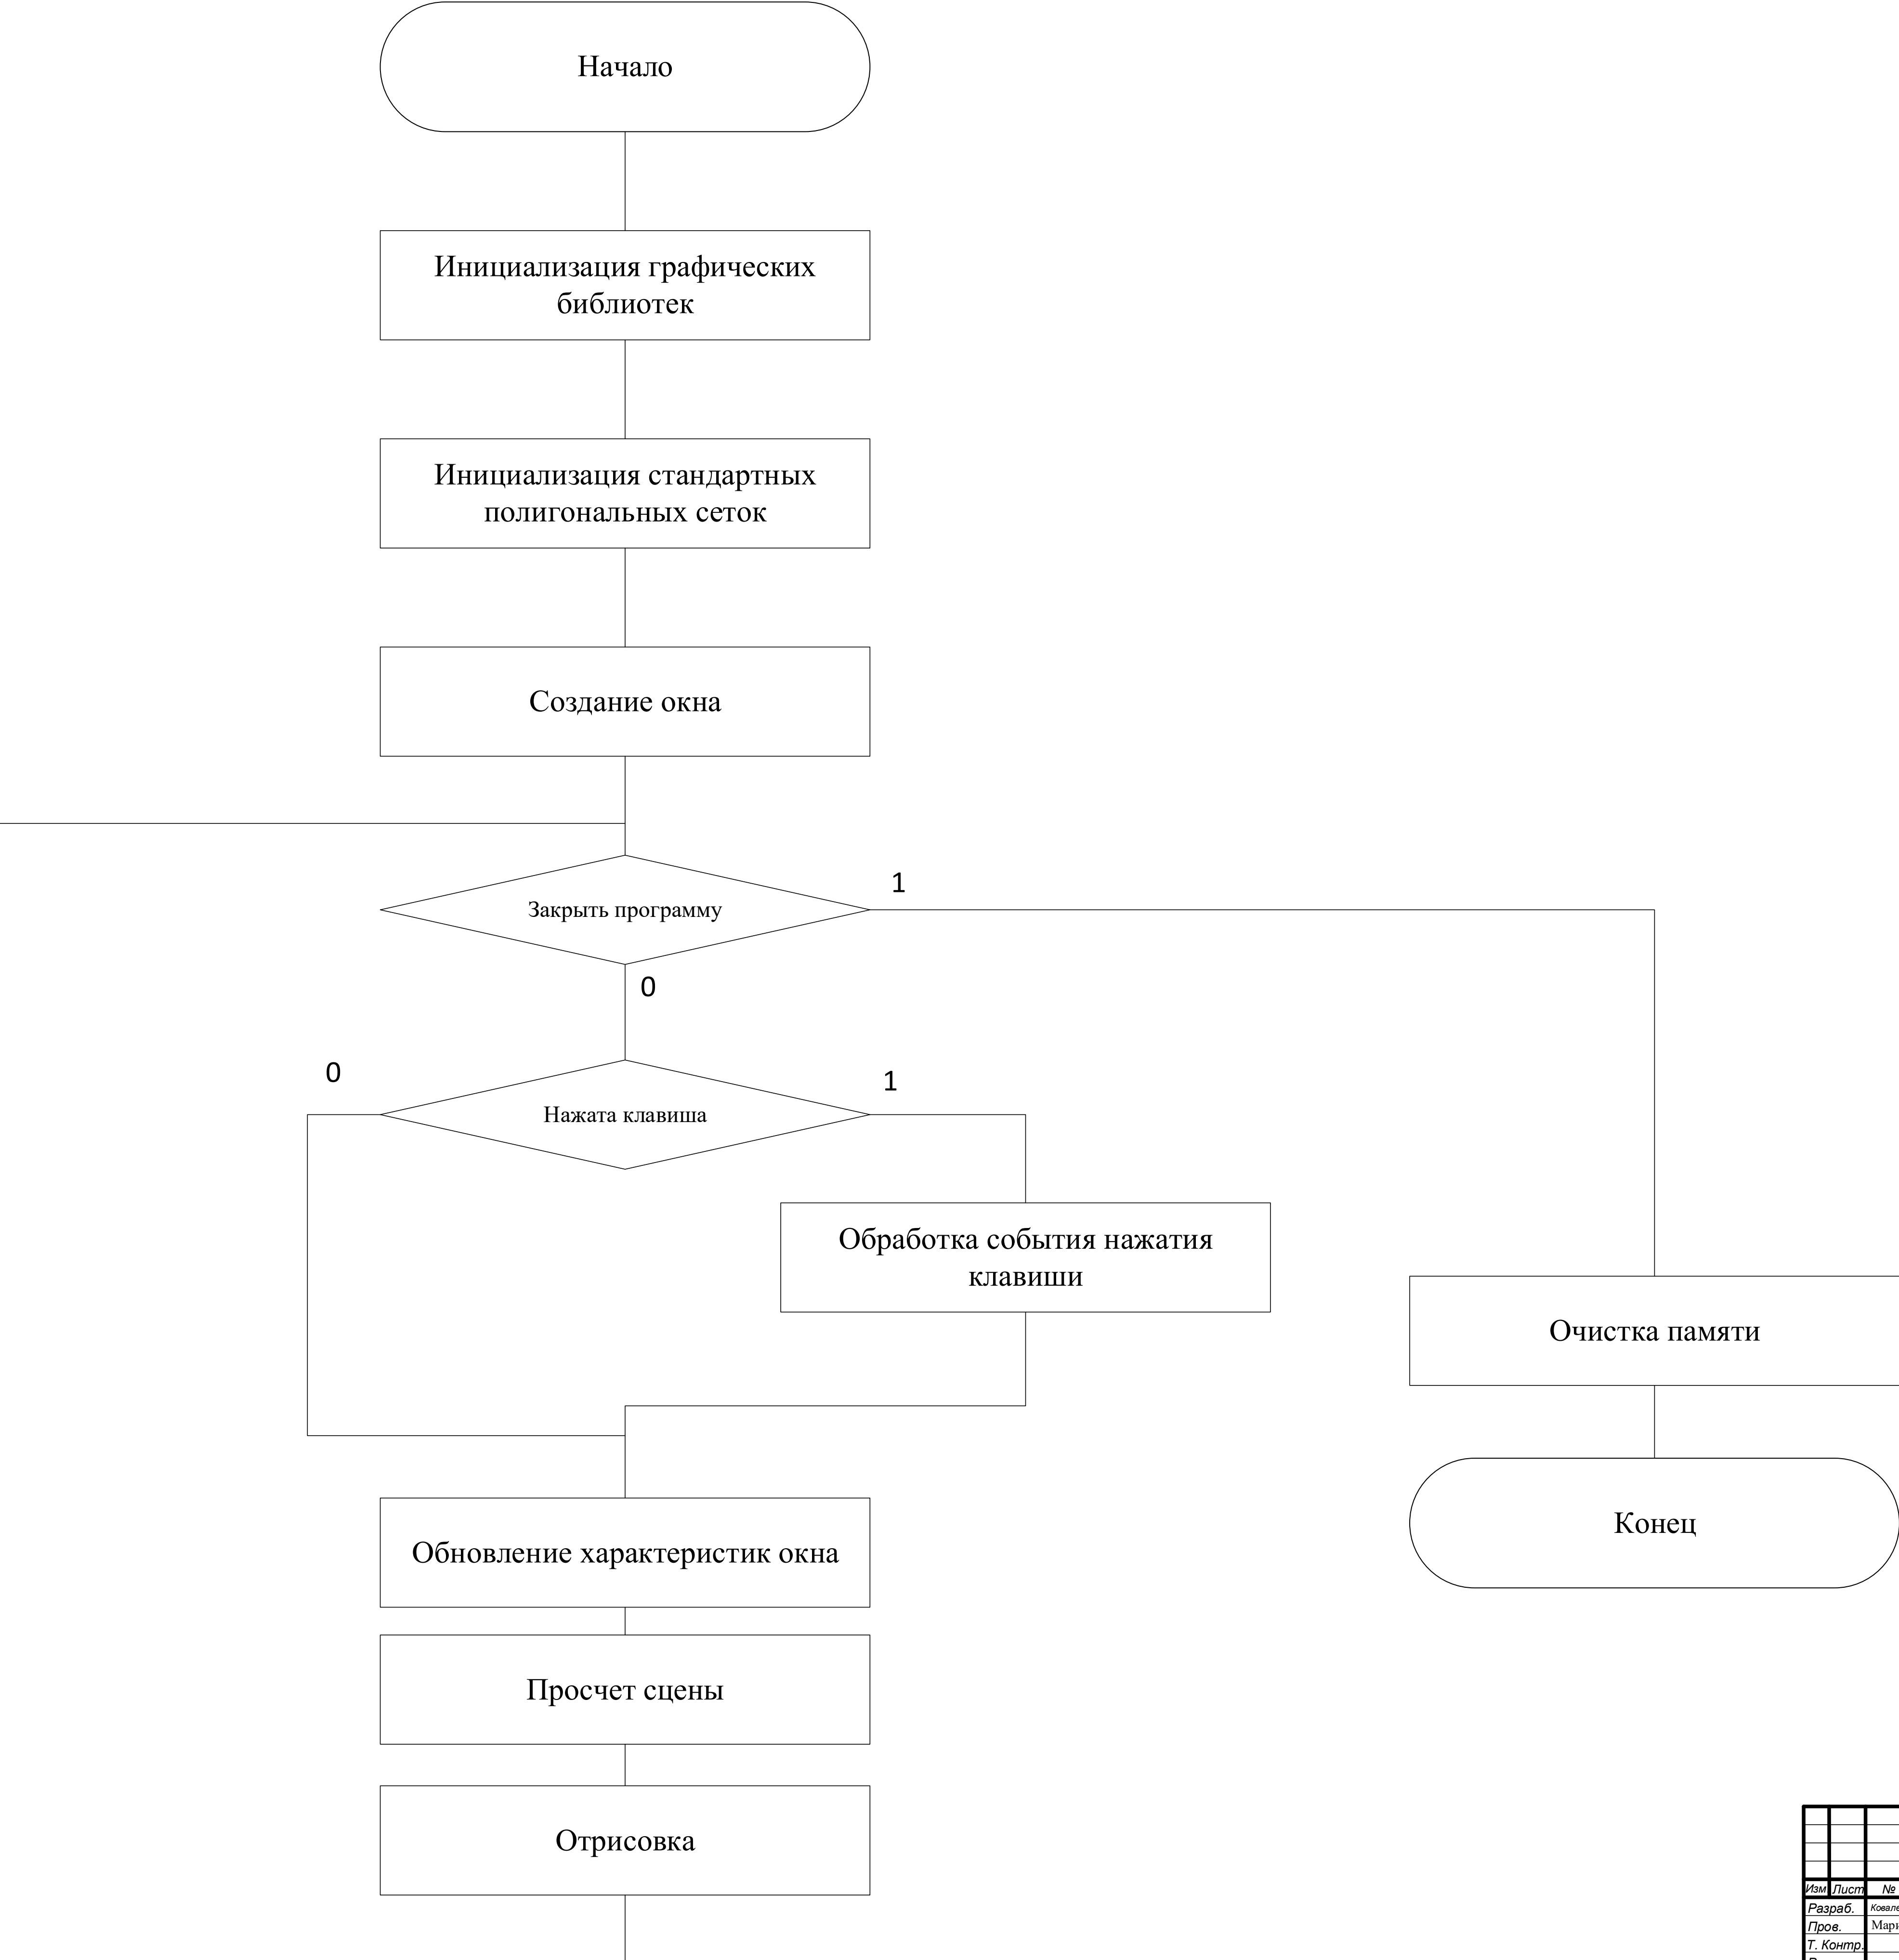 Начало
Инициализация графических
библиотек
Инициализация стандартных
полигональных сеток
Создание окна
Закрыть программу
1
0
0
Нажата клавиша
1
Обработка события нажатия
клавиши
Очистка памяти
Конец
Обновление характеристик окна
Просчет сцены
Отрисовка
Изм Лист №
Разраб.
Пров.
Т. Контр.